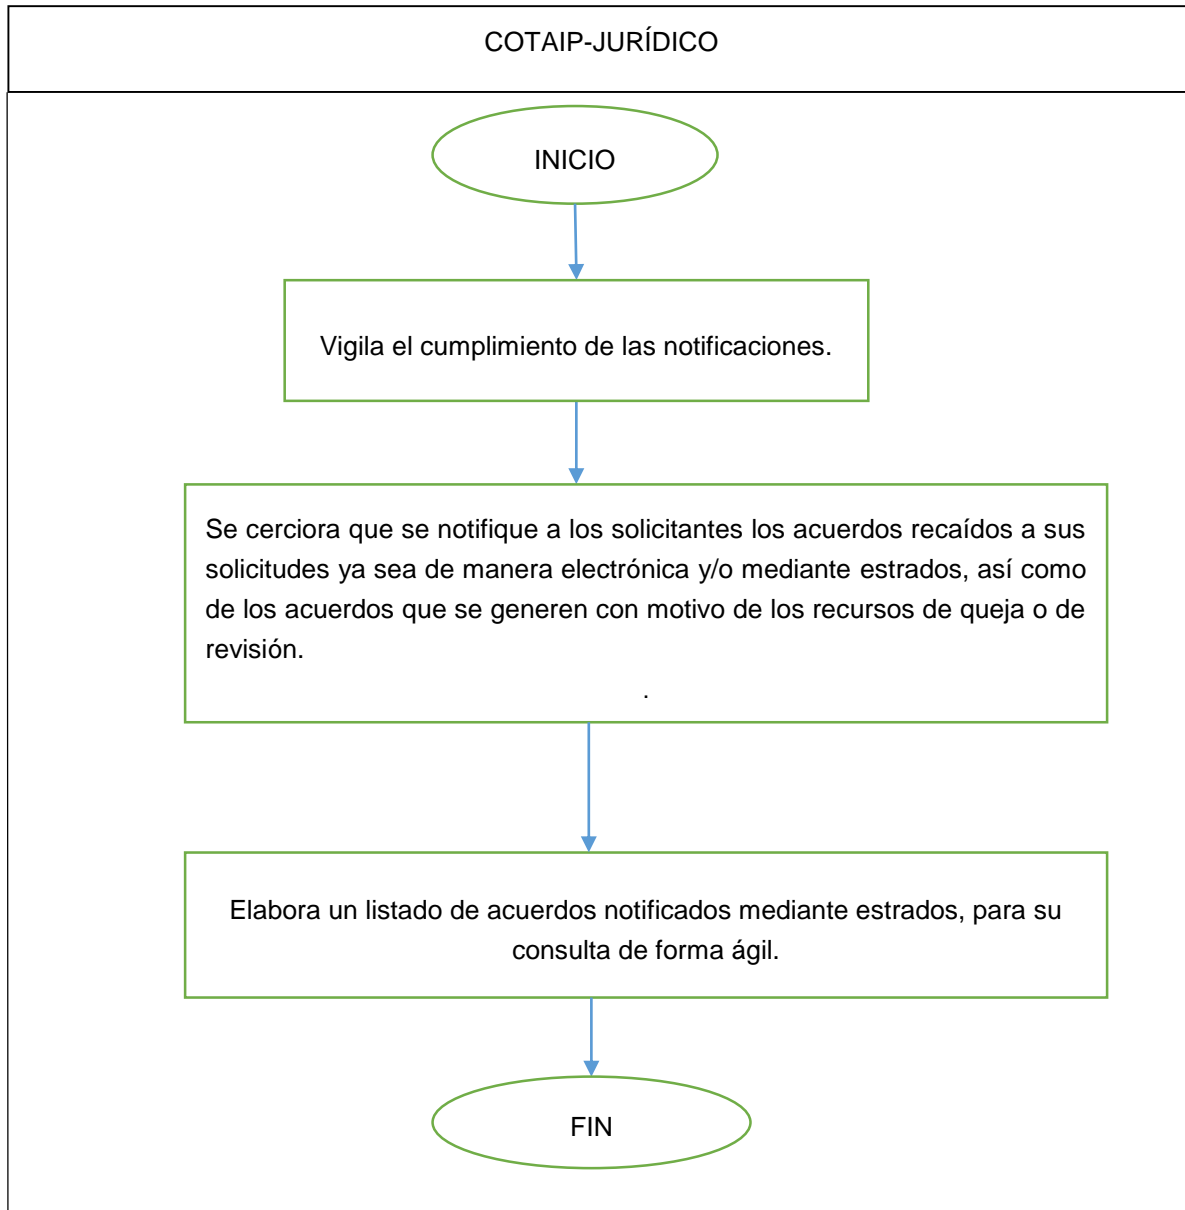 COTAIP-JURÍDICO
INICIO
Vigila el cumplimiento de las notificaciones.
Se cerciora que se notifique a los solicitantes los acuerdos recaídos a sus
solicitudes ya sea de manera electrónica y/o mediante estrados, así como
de los acuerdos que se generen con motivo de los recursos de queja o de
revisión.
.
Elabora un listado de acuerdos notificados mediante estrados, para su
consulta de forma ágil.
FIN